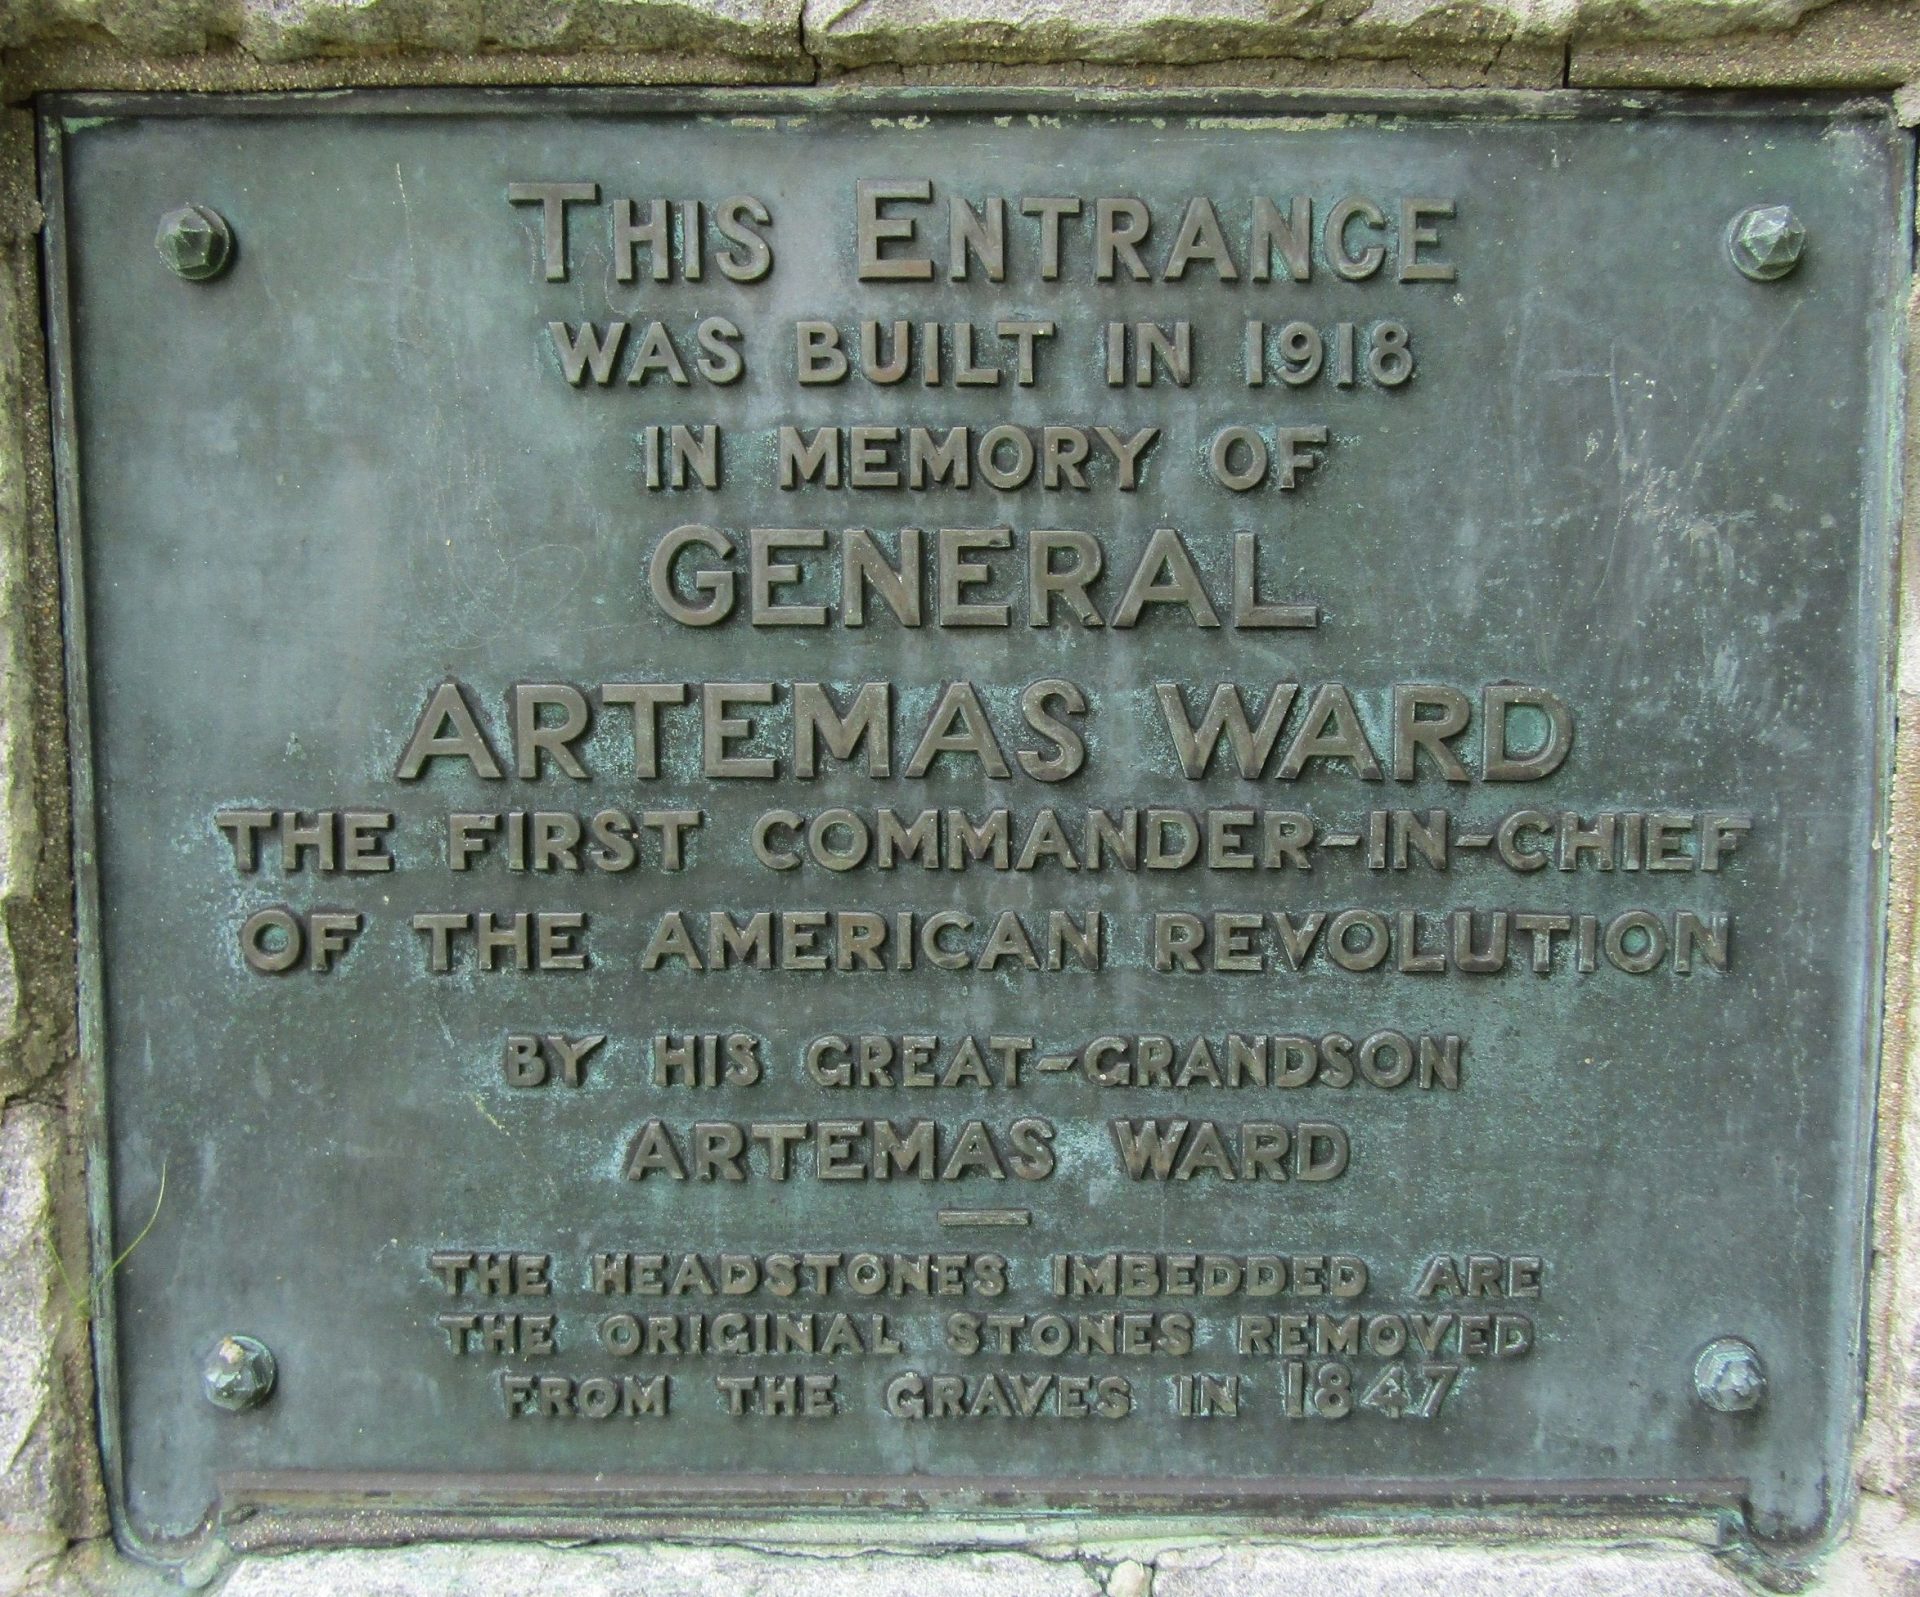 THIS ENTRANCE
WAS BUILT IN 1918
IN MEMORY OF
GENERAL
ARTEMAS WARD
THE FIRST COMMANDER-IN-CHIEF
OF THE AMERICAN REVOLUTION
BY HIS GREAT-GRANDSON
ARTEMAS WARD
THE HEADSTONES IMBEDDED ARE
THE ORIGINAL STONES REMOVED
FROM THE GRAVES IN 1847